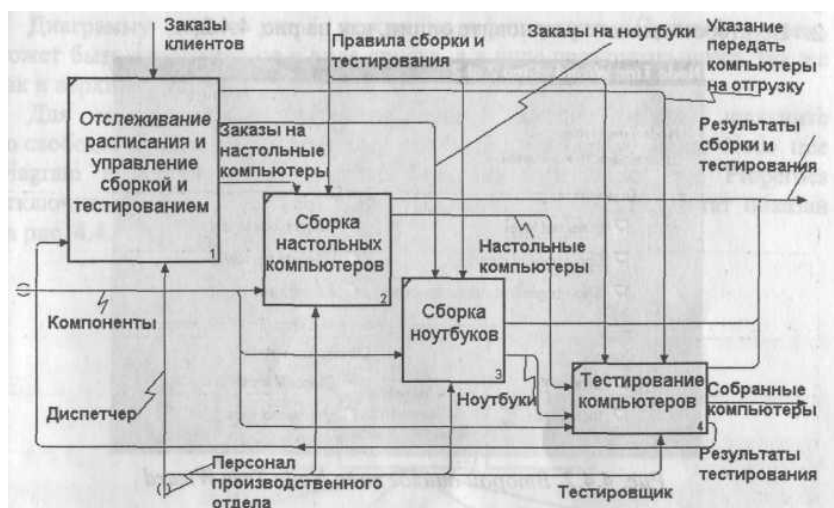 Заказы
клиентов
Правила сборки и
тестирования
Заказы на ноутбуки
Указание
передать
компьютеры
на отгрузку
Отслеживание
расписания и
управление
сборкой и
тестированием
1
Заказы на
настольные
компьютеры
Результаты
сборки и
тестирования
Сборка
настольных
компьютеров
2
Настольные
компьютеры
Компоненты
Сборка
ноутбуков
3
Диспетчер
Ноутбуки
Тестирование
компьютеров
4
Собранные
компьютеры
Персонал
производственного
отдела
Тестировщик
Результаты
тестирования